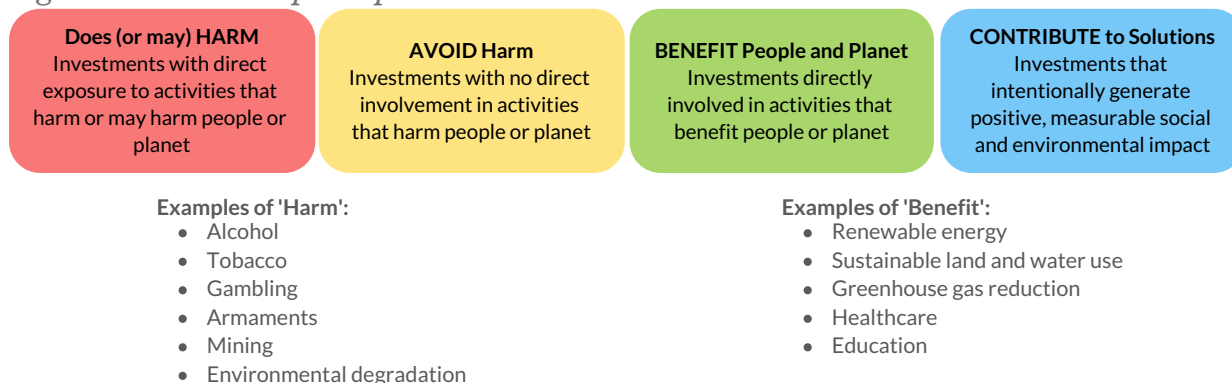 Does (or may) HARM
Investments with direct
exposure to activities that
harm or may harm people or
planet
AVOID Harm
Investments with no direct
involvement in activities
that harm people or planet
BENEFIT People and Planet
Investments directly
involved in activities that
benefit people or planet
CONTRIBUTE to Solutions
Investments that
intentionally generate
positive, measurable social
and environmental impact
Examples of 'Harm':
• Alcohol
• Tobacco
• Gambling
• Armaments
• Mining
• Environmental degradation
Examples of 'Benefit':
• Renewable energy
• Sustainable land and water use
• Greenhouse gas reduction
• Healthcare
• Education